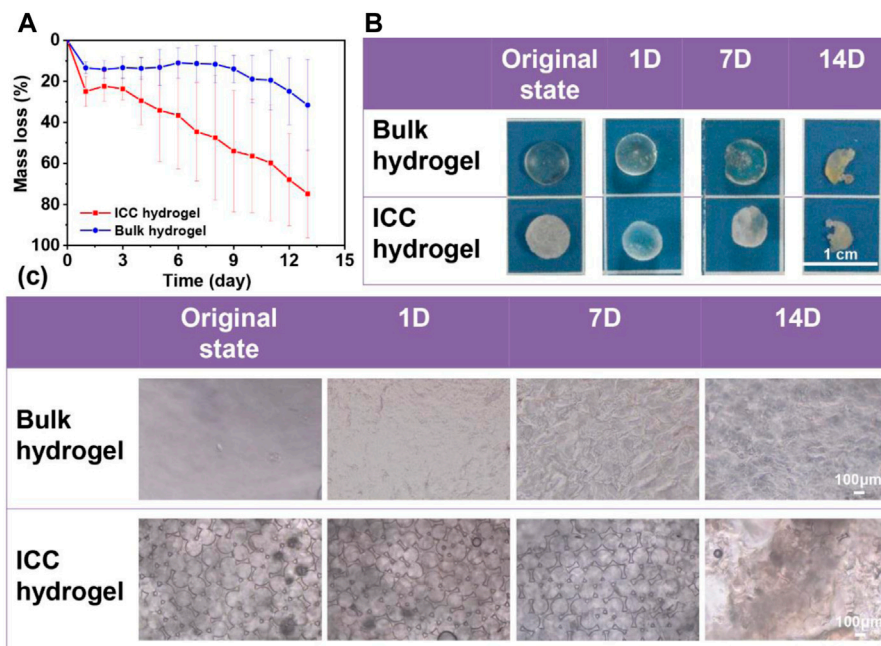 A
0
20
40
60
80
100
Mass loss (%)
ICC hydrogel
Bulk hydrogel
0 3 6 9 12 15
Time (day)
B
Original
state
1D
7D
14D
Bulk
hydrogel
ICC
hydrogel
1 cm
(c)
Original
state
1D
7D
14D
Bulk
hydrogel
100μm
ICC
hydrogel
100μm